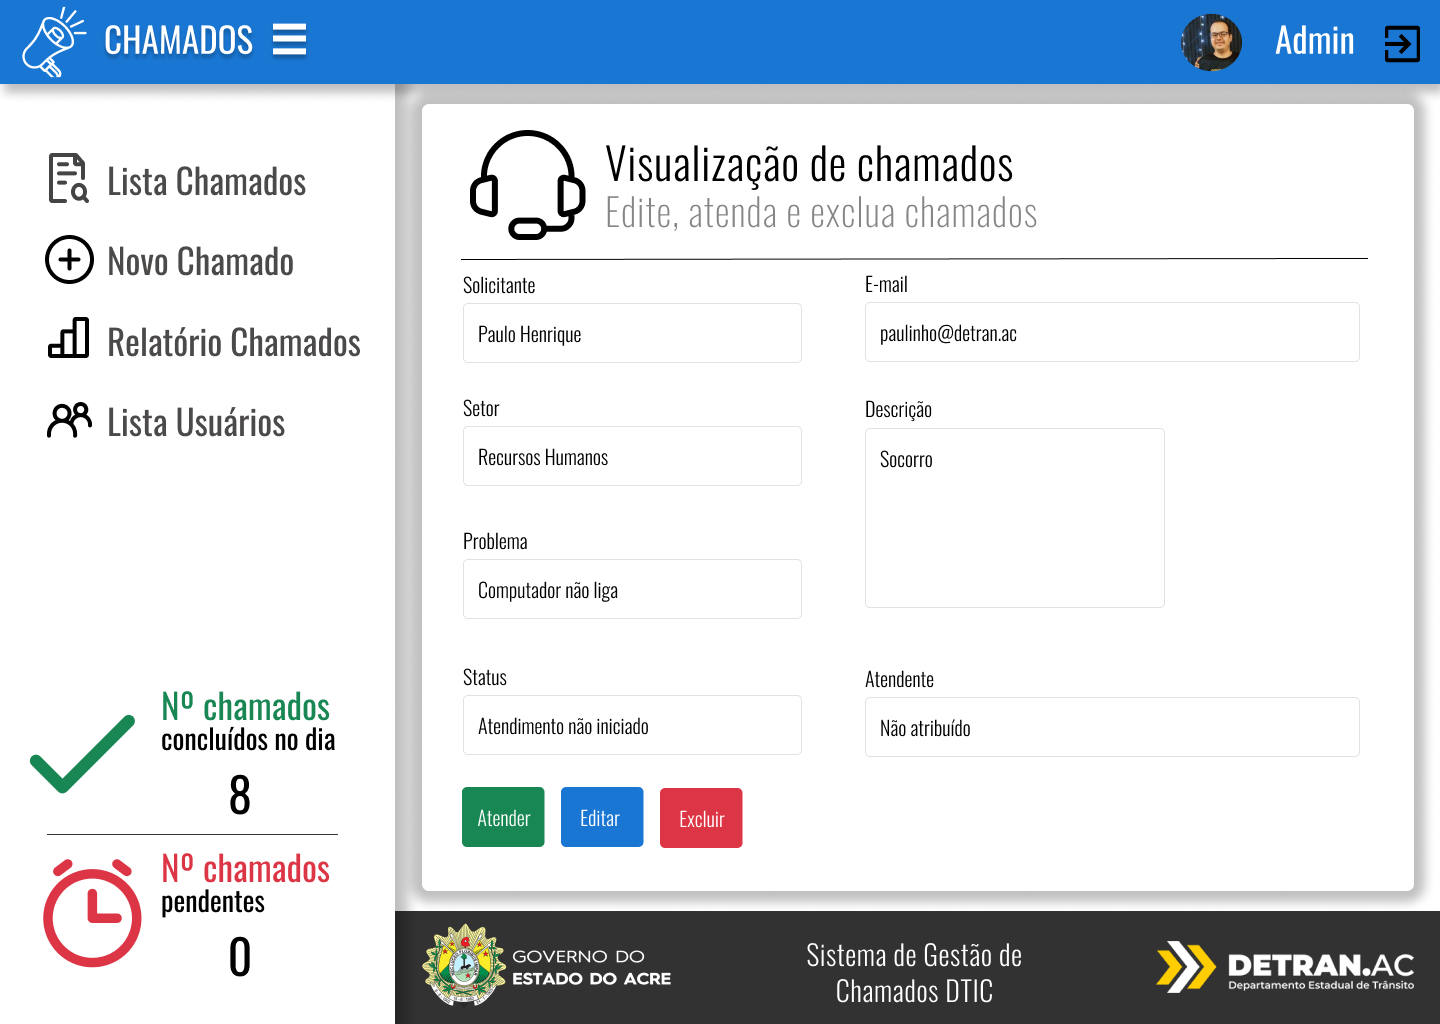 CHAMADOS
Admin
Lista Chamados
Novo Chamado
Relatório Chamados
Lista Usuários
Nº chamados
concluídos no dia
8
Nº chamados
pendentes
0
Visualização de chamados
Edite, atenda e exclua chamados
Solicitante
Paulo Henrique
E-mail
paulinho@detran.ac
Setor
Recursos Humanos
Descrição
Socorro
Problema
Computador não liga
Status
Atendimento não iniciado
Atendente
Não atribuído
Atender
Editar
Excluir
GOVERNO DO
ESTADO DO ACRE
Sistema de Gestão de
Chamados DTIC
DETRAN.AC
Departamento Estadual de Trânsito